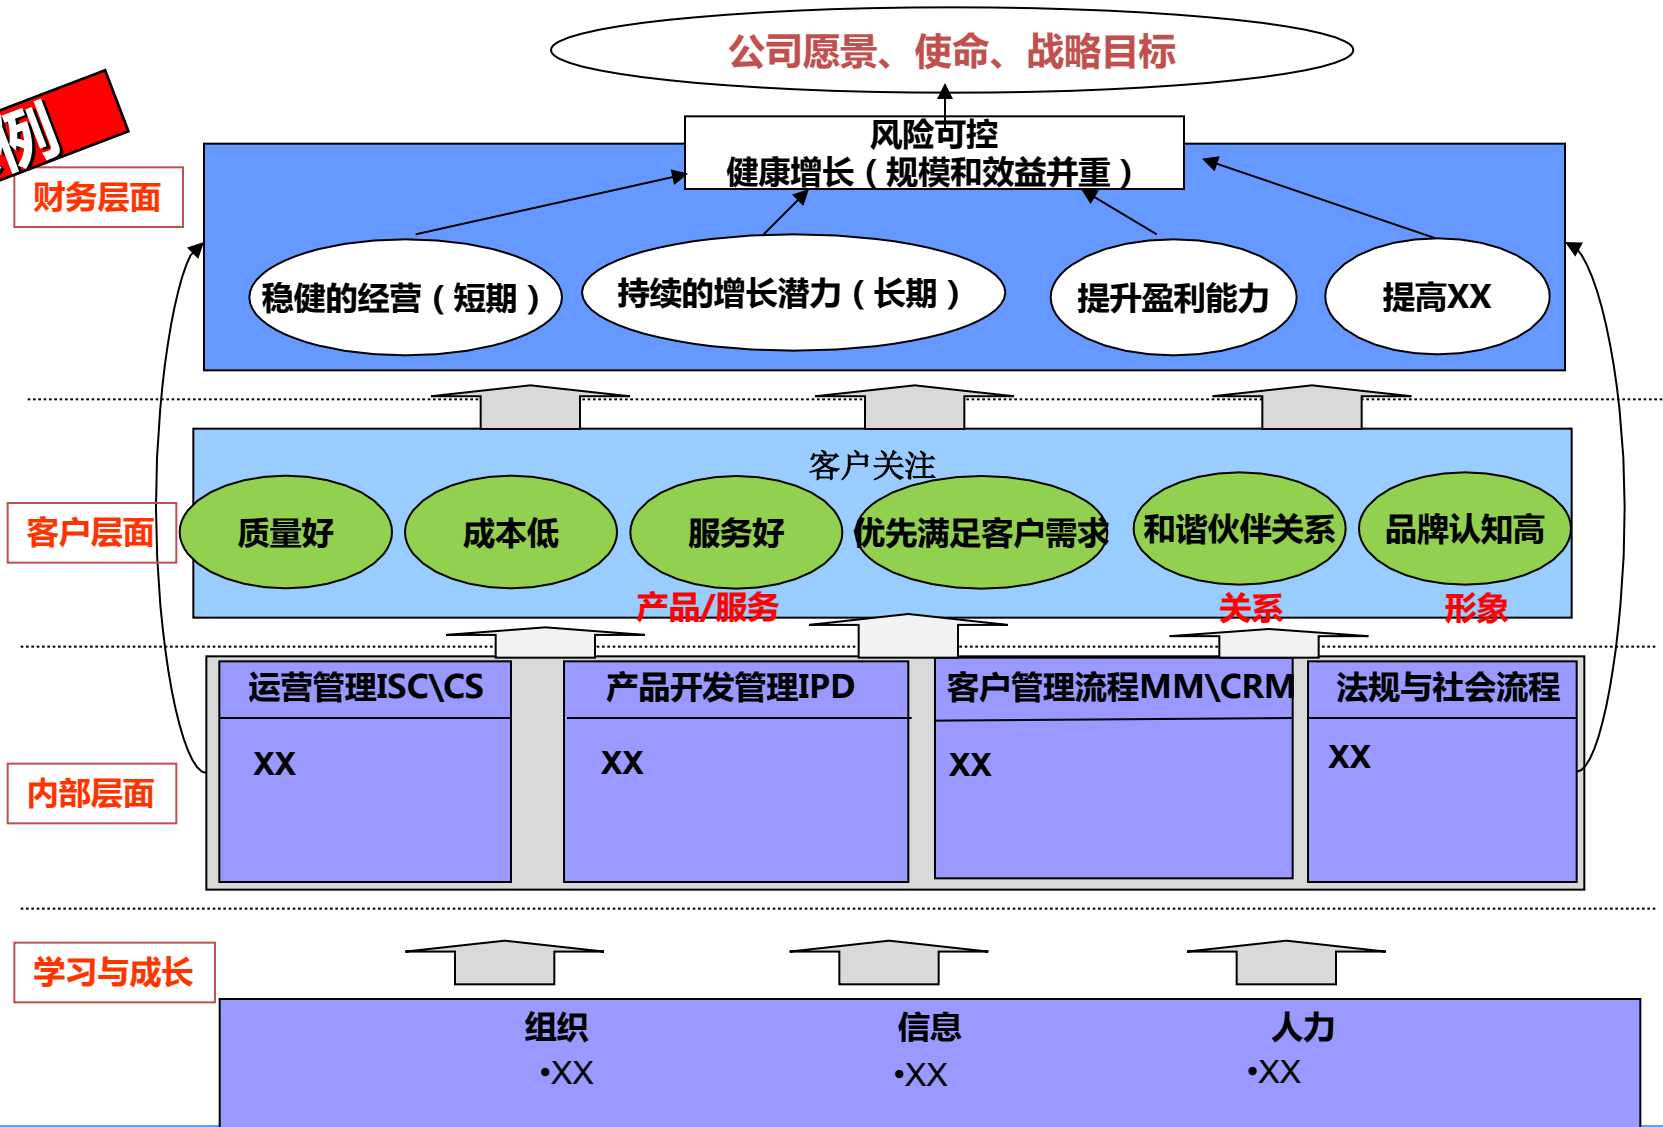 公司愿景、使命、战略目标
例
风险可控
健康增长（规模和效益并重）
财务层面
稳健的经营（短期）
持续的增长潜力（长期）
提升盈利能力
提高XX
客户关注
客户层面
质量好
成本低
服务好
优先满足客户需求
和谐伙伴关系
品牌认知高
产品/服务
关系
形象
运营管理ISC\CS
产品开发管理IPD
客户管理流程MM\CRM
法规与社会流程
XX
XX
XX
XX
内部层面
学习与成长
组织
信息
人力
•XX
•XX
•XX